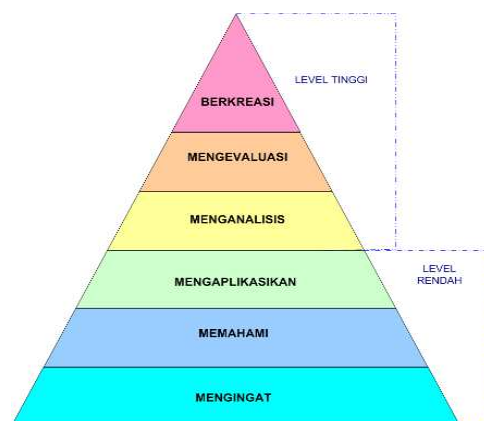 LEVEL TINGGI
BERKREASI
MENGEVALUASI
MENGANALISIS
LEVEL
RENDAH
MENGAPLIKASIKAN
MEMAHAMI
MENGINGAT